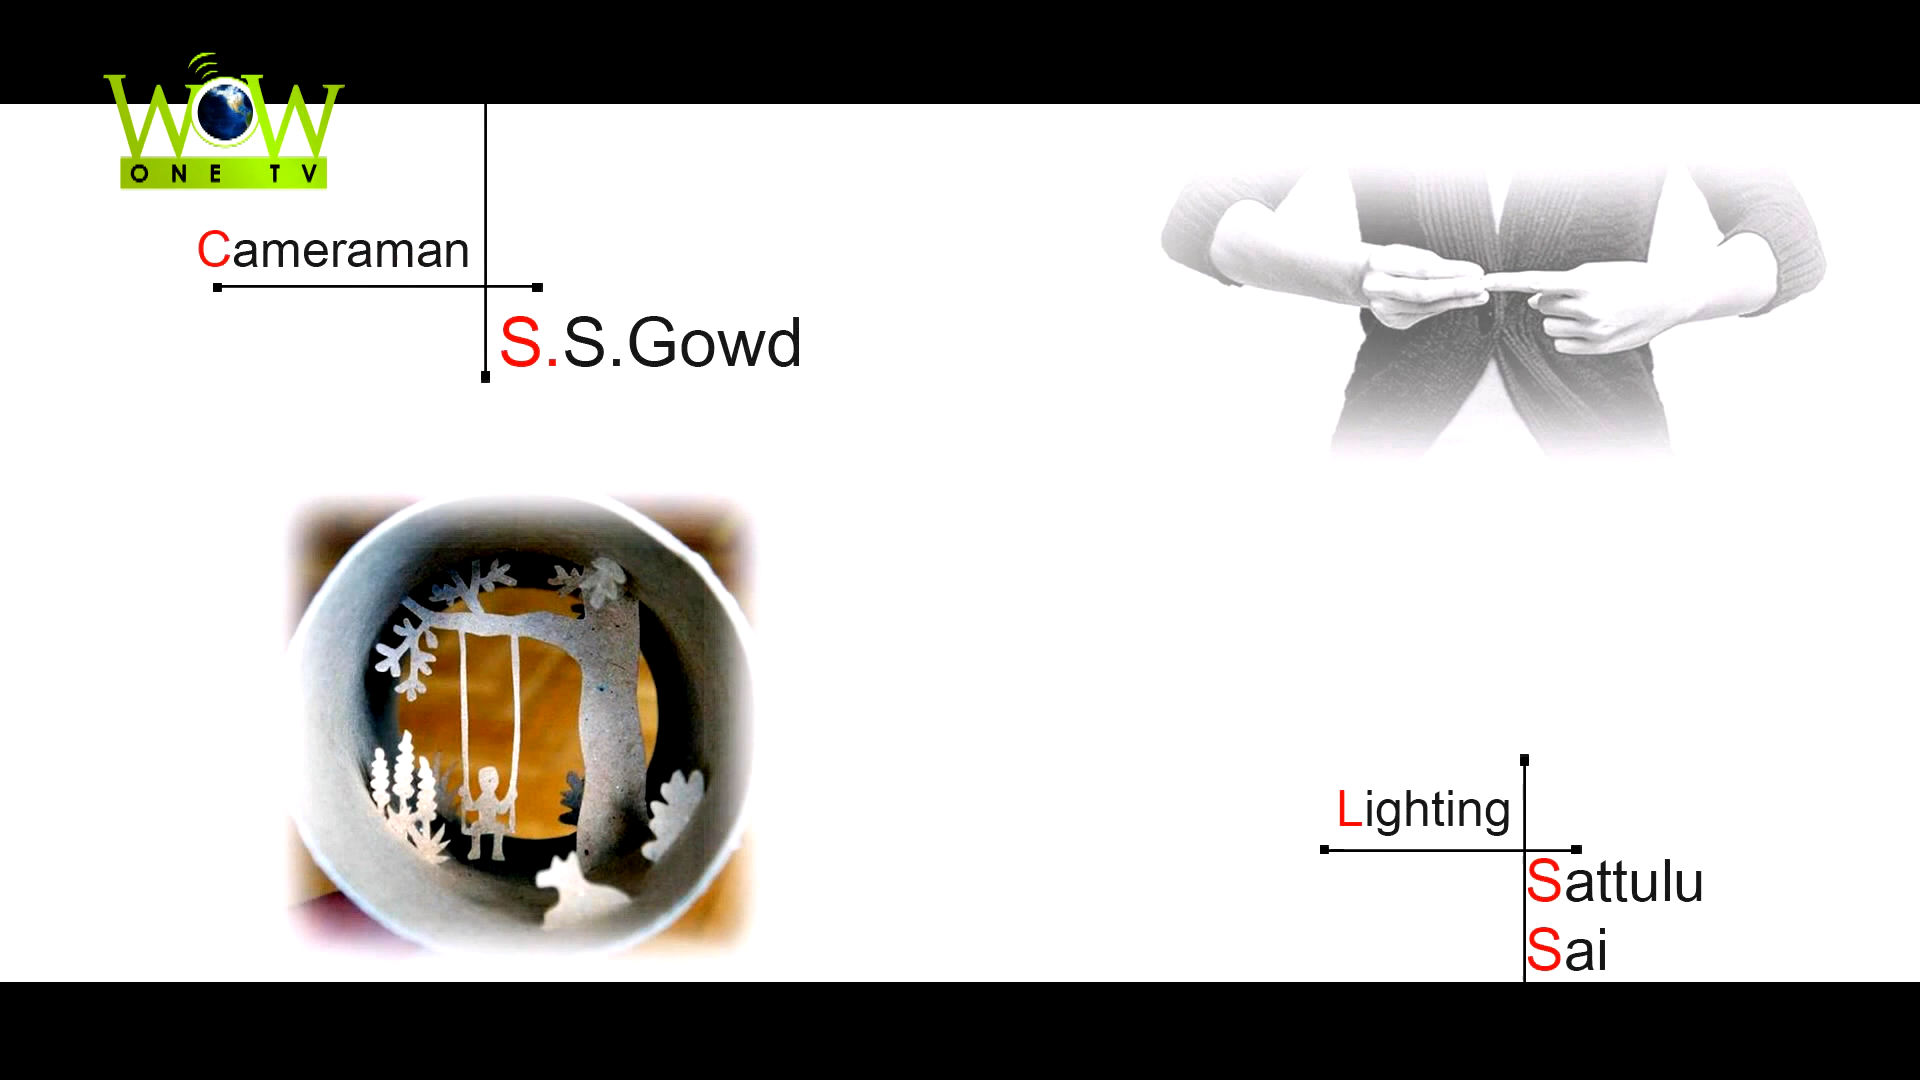 WOW
ONE TV
Cameraman
S.S.Gowd
Lighting
Sattulu
Sai